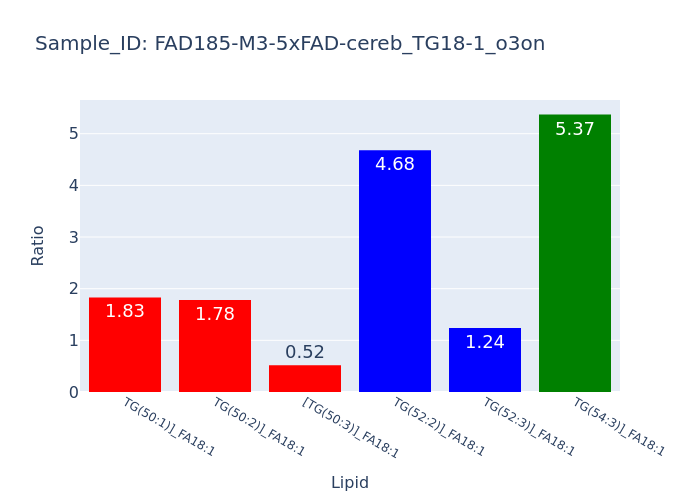 Sample_ID: FAD185-M3-5xFAD-cereb_TG18-1_o3on
Ratio
5
4
3
2
1
0
1.83
1.78
0.52
4.68
1.24
5.37
TG(50:1)]_FA18:1
TG(50:2)]_FA18:1
[TG(50:3)]_FA18:1
TG(52:2)]_FA18:1
TG(52:3)]_FA18:1
TG(54:3)]_FA18:1
Lipid